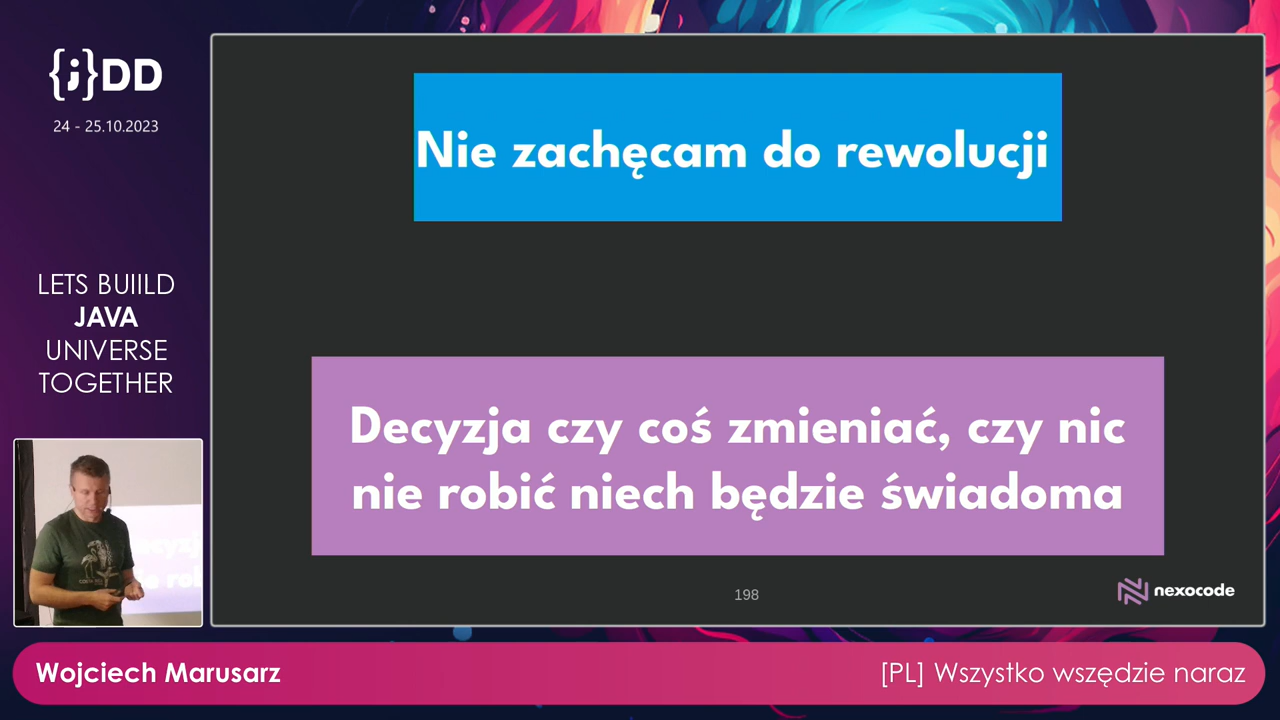 {j}DD
24 - 25.10.2023
LETS BUIILD
JAVA
UNIVERSE
TOGETHER
Nie zachęcam do rewolucji
Decyzja czy coś zmieniać, czy nic
nie robić niech będzie świadoma
198
nexocode
Wojciech Marusarz
[PL] Wszystko wszędzie naraz